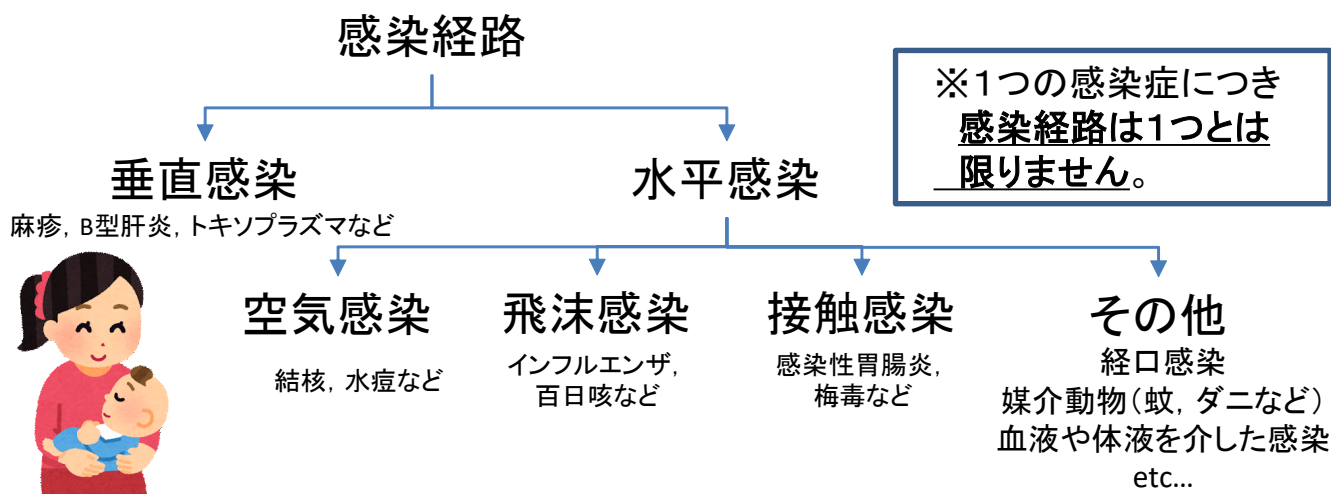 感染経路
※１つの感染症につき
感染経路は１つとは
限りません。
垂直感染
麻疹, B型肝炎, トキソプラズマなど
水平感染
空気感染
結核, 水痘など
飛沫感染
インフルエンザ,
百日咳など
接触感染
感染性胃腸炎,
梅毒など
その他
経口感染
媒介動物（蚊, ダニなど）
血液や体液を介した感染
etc...